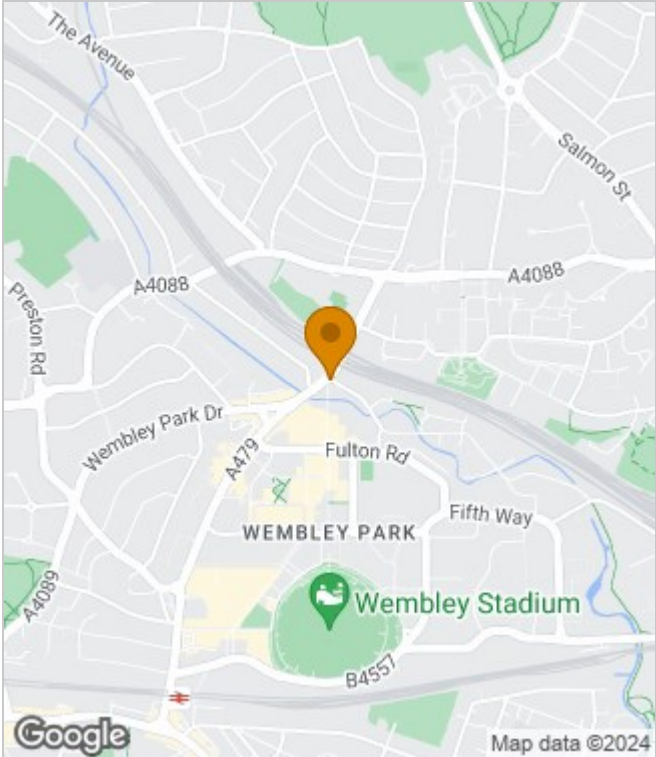 The Avenue
Salmon St
A4088
A4088
Preston Rd
Wembley Park Dr
A479
Fulton Rd
Fifth Way
WEMBLEY PARK
A4089
Wembley Stadium
B4557
Google
Map data ©2024